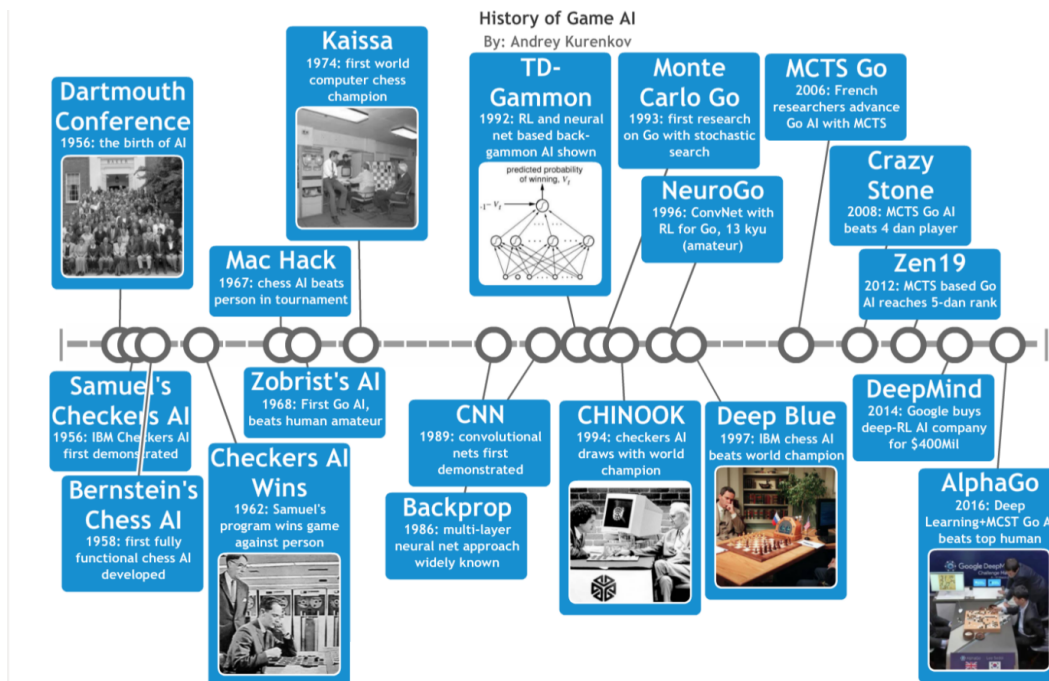 History of Game AI
By: Andrey Kurenkov
Dartmouth
Conference
1956: the birth of AI
Kaissa
1974: first world
computer chess
champion
TD-
Gammon
1992: RL and neural
net based back-
gammon AI shown
predicted probability
of winning, V
Monte
Carlo Go
1993: first research
on Go with stochastic
search
MCTS Go
2006: French
researchers advance
Go AI with MCTS
Crazy
Stone
2008: MCTS Go AI
beats 4 dan player
NeuroGo
1996: ConvNet with
RL for Go, 13 kyu
(amateur)
Mac Hack
1967: chess AI beats
person in tournament
Zen19
2012: MCTS based Go
AI reaches 5-dan rank
Samuel's
Checkers AI
1956: IBM Checkers AI
first demonstrated
Bernstein's
Chess AI
1958: first fully
functional chess AI
developed
Zobrist's AI
1968: First Go AI,
beats human amateur
Checkers AI
Wins
1962: Samuel's
program wins game
against person
CNN
1989: convolutional
nets first
demonstrated
Backprop
1986: multi-layer
neural net approach
widely known
CHINOOK
1994: checkers AI
draws with world
champion
Deep Blue
1997: IBM chess AI
beats world champion
DeepMind
2014: Google buys
deep-RL AI company
for $400Mil
AlphaGo
2016: Deep
Learning+MCST Go A
beats top human
Google DeepM